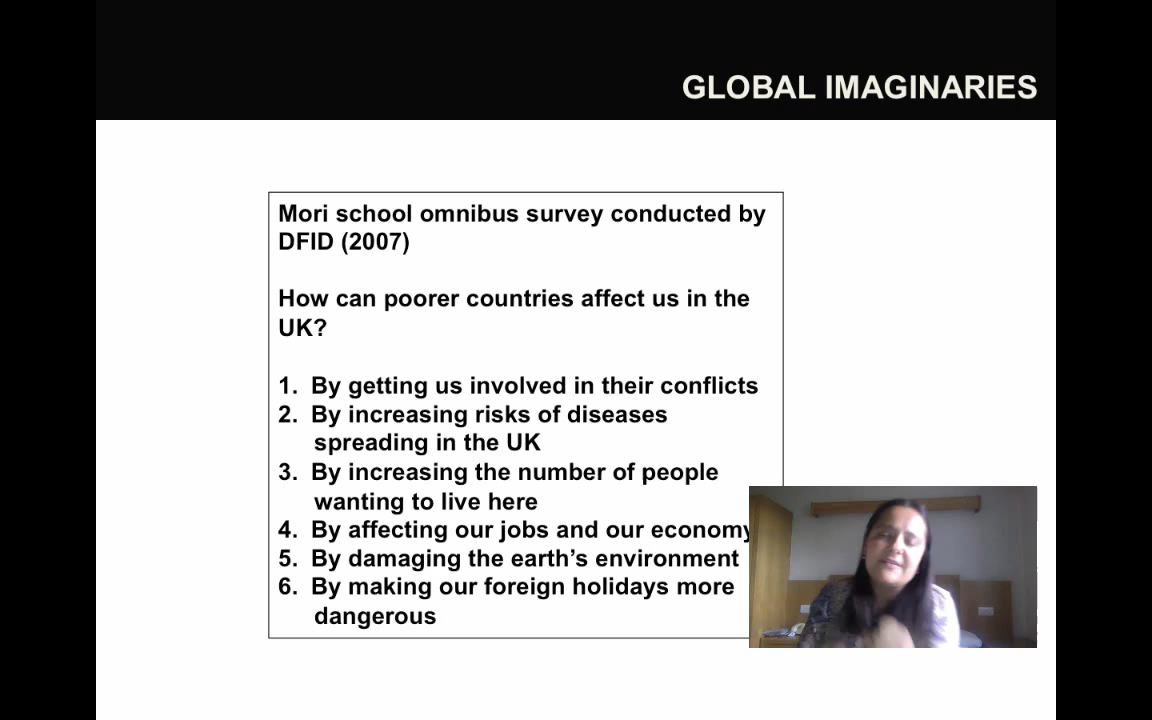 GLOBAL IMAGINARIES
Mori school omnibus survey conducted by
DFID (2007)
How can poorer countries affect us in the
UK?
1. By getting us involved in their conflicts
2. By increasing risks of diseases
spreading in the UK
3. By increasing the number of people
wanting to live here
4. By affecting our jobs and our economy
5. By damaging the earth’s environment
6. By making our foreign holidays more
dangerous